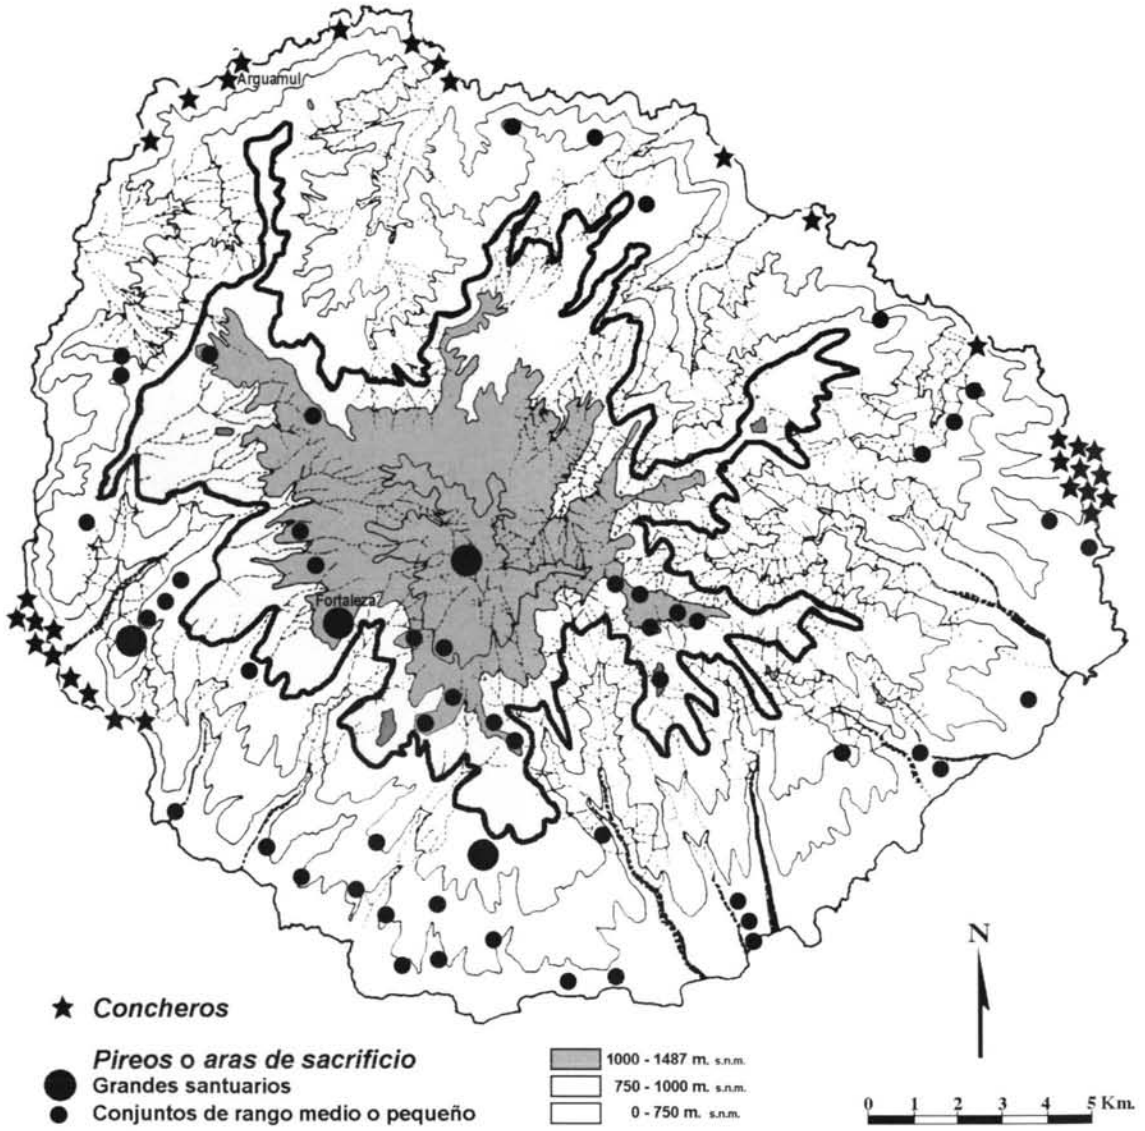 Arguamul
Fortaleza
N
Concheros
Pireos o aras de sacrificio
Grandes santuarios
Conjuntos de rango medio o pequeño
1000 - 1487 m. s.n.m.
750 - 1000 m. s.n.m.
0 - 750 m. s.n.m.
0 1 2 3 4 5 Km.